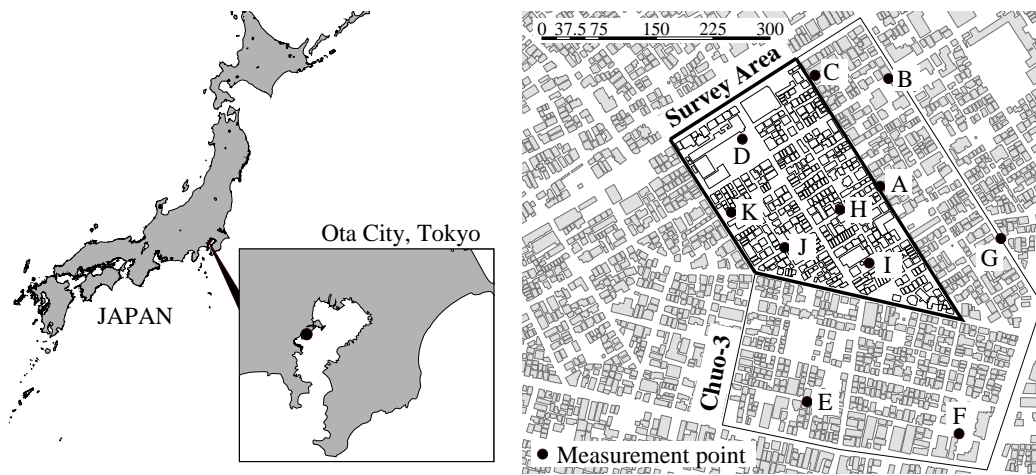 JAPAN
Ota City, Tokyo
0 37.5 75 150 225 300
Survey Area
C
B
D
A
K
H
G
J
I
Chuo-3
E
F
Measurement point